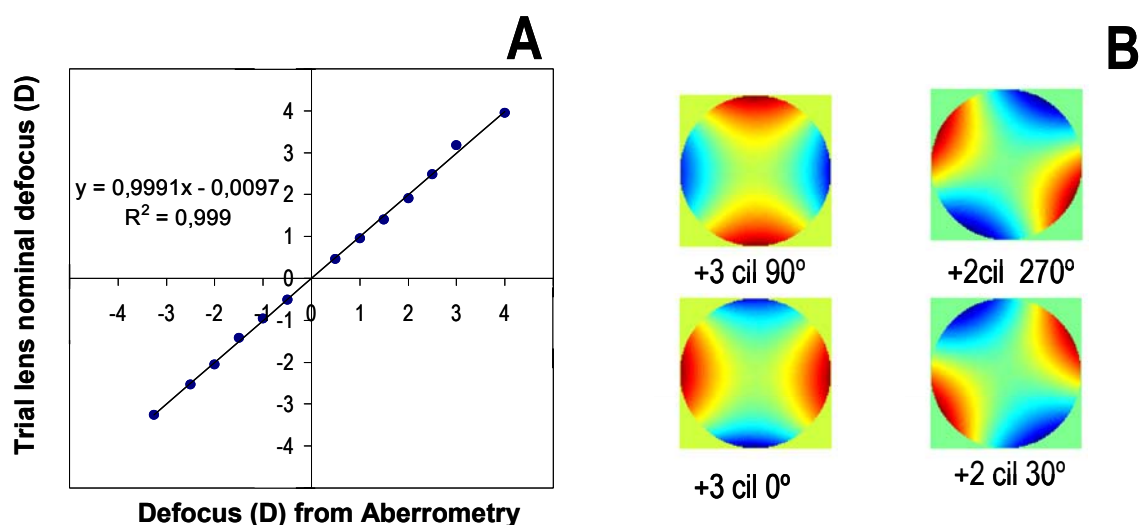 A
B
Trial lens nominal defocus (D)
4
3
2
1
0
-1
-2
-3
-4
y = 0,9991x - 0,0097
R² = 0,999
-4 -3 -2 -1 0 1 2 3 4
Defocus (D) from Aberrometry
+3 cil 90º
+2cil 270º
+3 cil 0º
+2 cil 30º